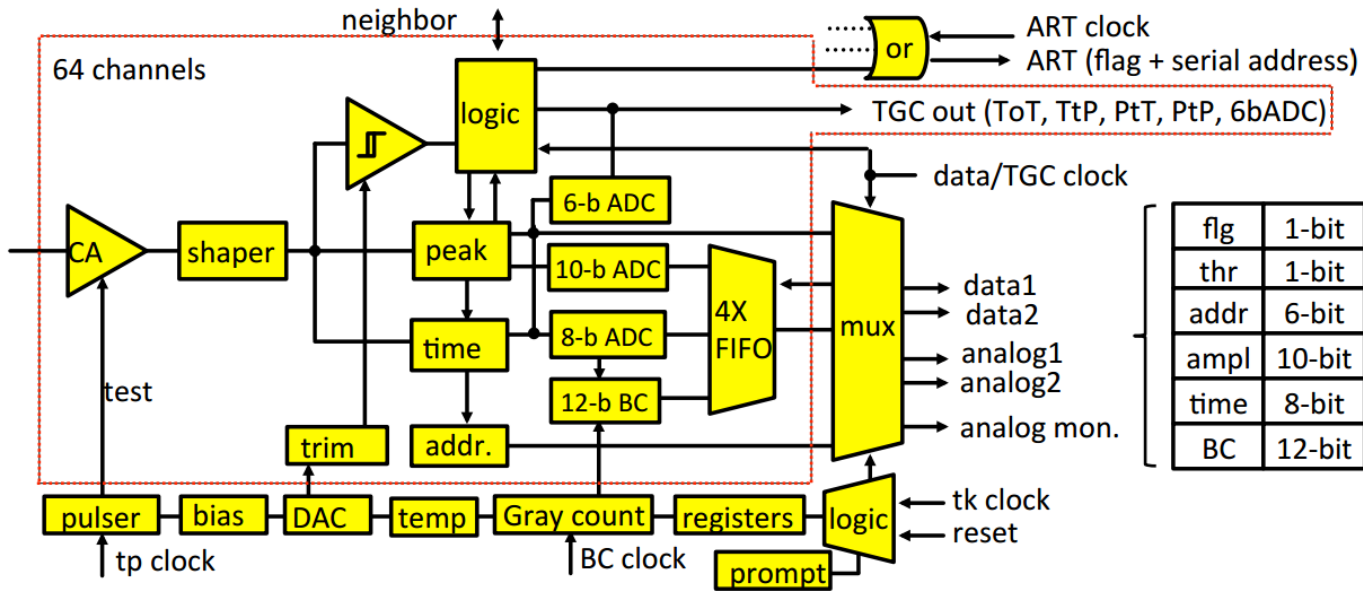 neighbor
or
ART clock
ART (flag + serial address)
64 channels
logic
TGC out (ToT, TtP, PtT, PtP, 6bADC)
data/TGC clock
6-b ADC
CA
shaper
peak
10-b ADC
4X
FIFO
mux
data1
data2
time
8-b ADC
analog1
analog2
test
12-b BC
analog mon.
trim
addr.
flg 1-bit
thr 1-bit
addr 6-bit
ampl 10-bit
time 8-bit
BC 12-bit
pulser
bias
DAC
temp
Gray count
registers
logic
tk clock
reset
tp clock
BC clock
prompt